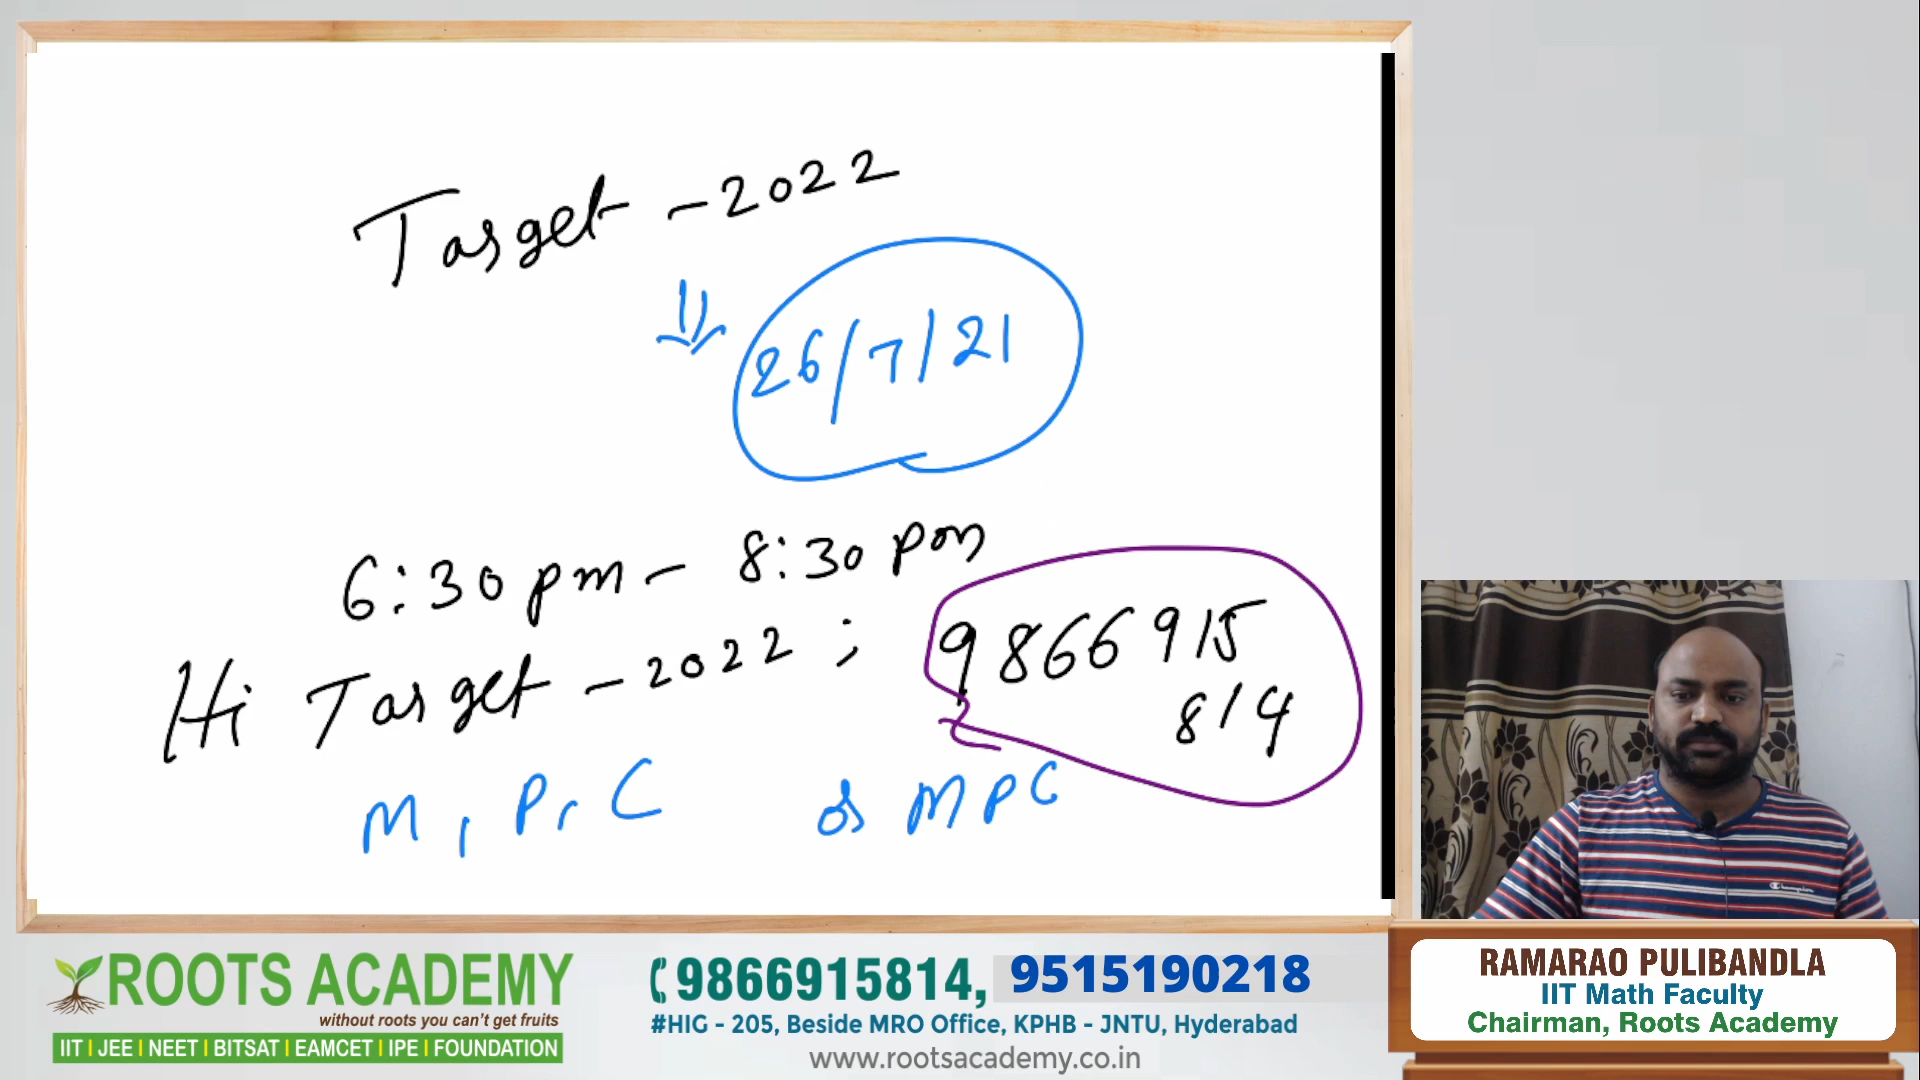 Target - 2022
26/7/21
6:30 pm - 8:30 pm
Hi Target - 2022 ; 9866915
814
M, P, C or MPC
ROOTS ACADEMY
without roots you can't get fruits
IIT | JEE | NEET | BITSAT | EAMCET | IPE | FOUNDATION
9866915814, 9515190218
#HIG - 205, Beside MRO Office, KPHB - JNTU, Hyderabad
www.rootsacademy.co.in
Champion
RAMARAO PULIBANDLA
IIT Math Faculty
Chairman, Roots Academy